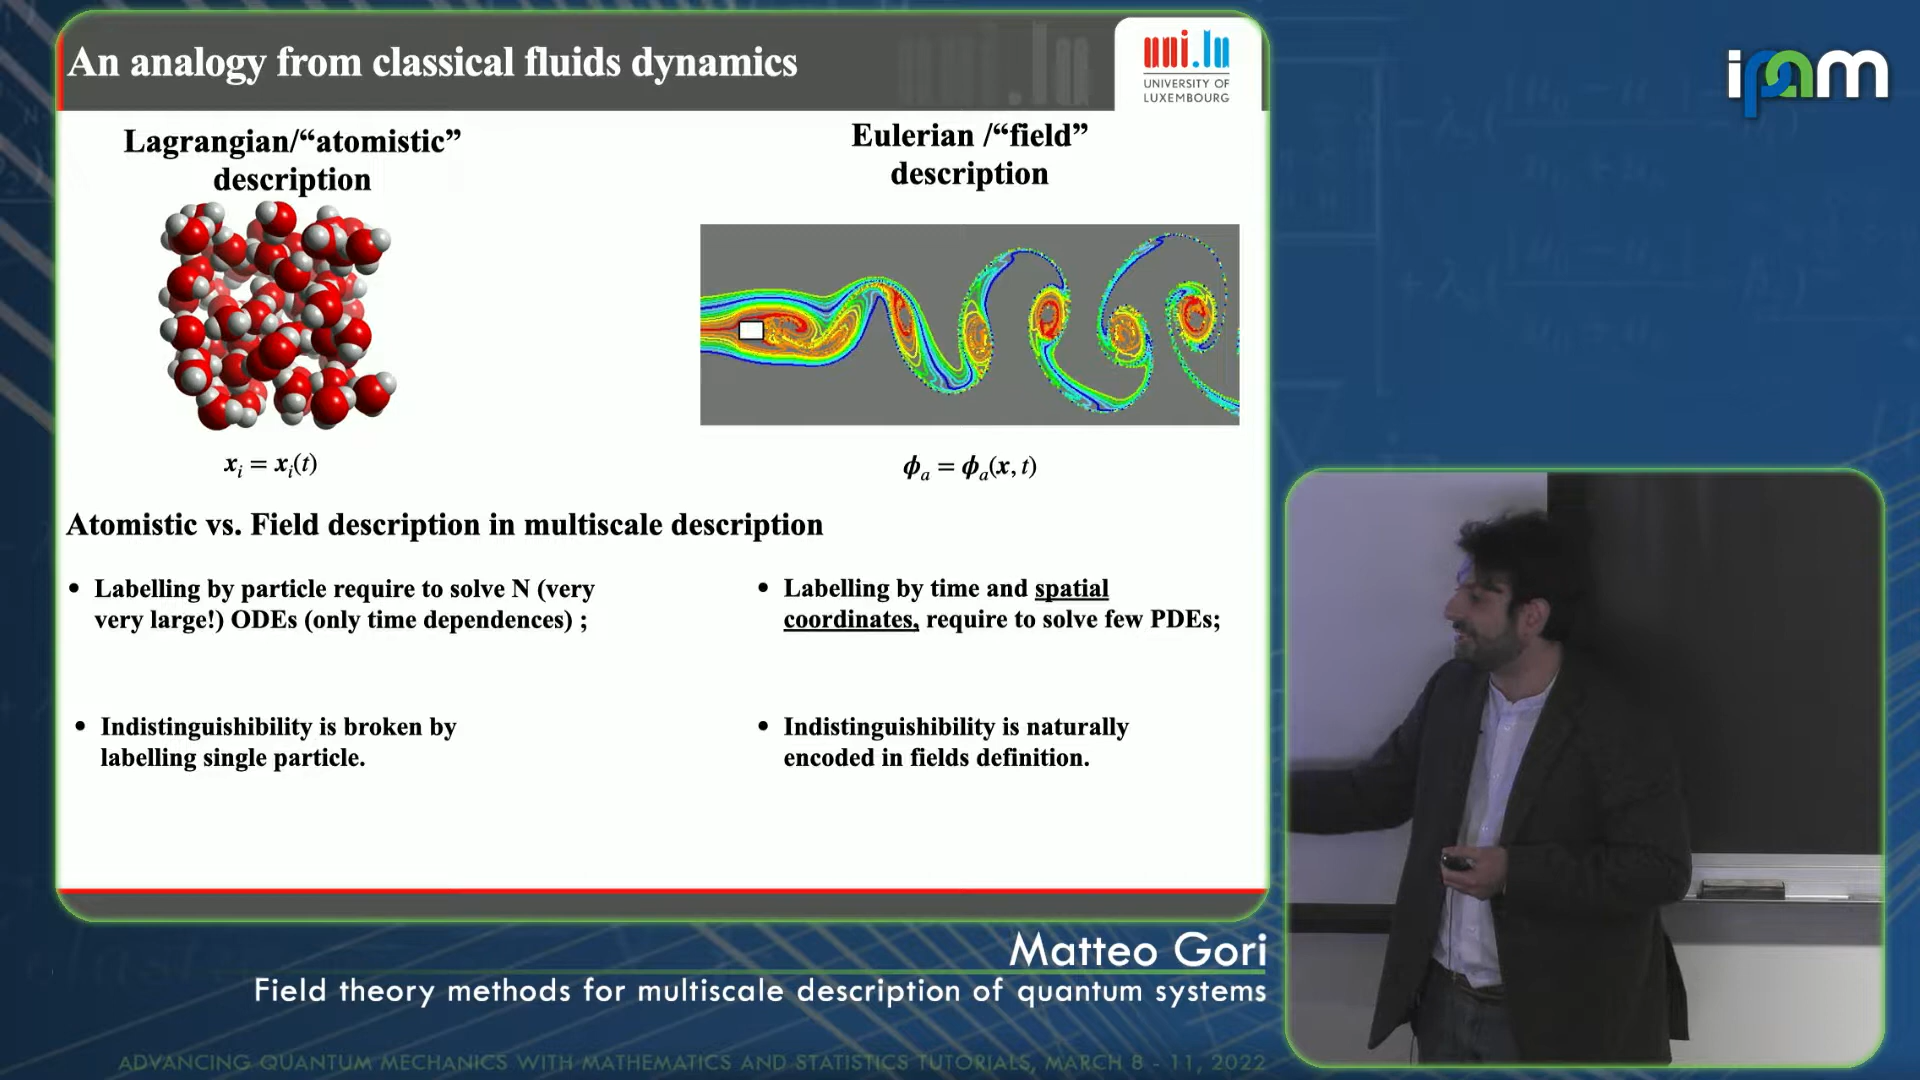 An analogy from classical fluids dynamics
uni.lu
UNIVERSITY OF
LUXEMBOURG
ipam
Lagrangian/“atomistic”
description
Eulerian /“field”
description
xᵢ = xᵢ(t)
ϕₐ = ϕₐ(x, t)
Atomistic vs. Field description in multiscale description
• Labelling by particle require to solve N (very
very large!) ODEs (only time dependences) ;
• Labelling by time and spatial
coordinates, require to solve few PDEs;
• Indistinguishibility is broken by
labelling single particle.
• Indistinguishibility is naturally
encoded in fields definition.
Matteo Gori
Field theory methods for multiscale description of quantum systems
ADVANCING QUANTUM MECHANICS WITH MATHEMATICS AND STATISTICS TUTORIALS, MARCH 8 - 11, 2022